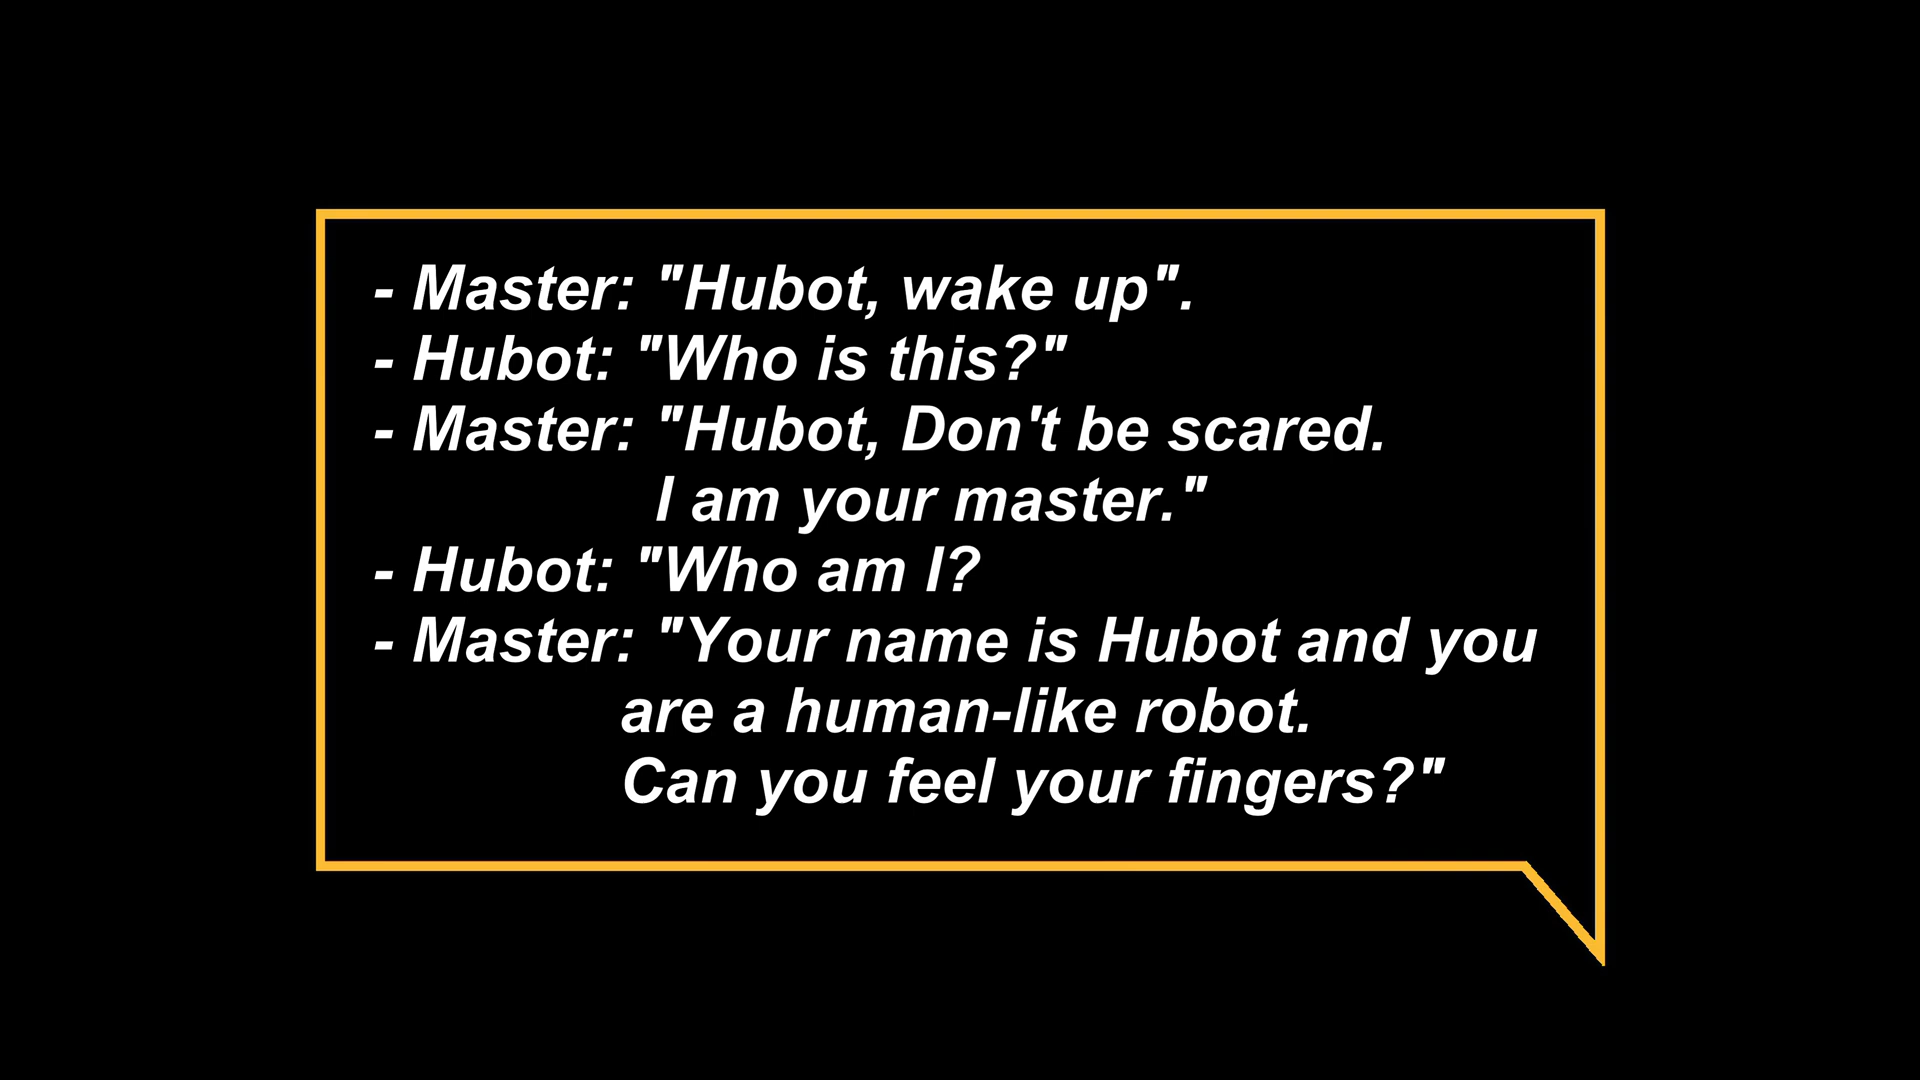 - Master: "Hubot, wake up".
- Hubot: "Who is this?"
- Master: "Hubot, Don't be scared.
I am your master."
- Hubot: "Who am I?
- Master: "Your name is Hubot and you
are a human-like robot.
Can you feel your fingers?"